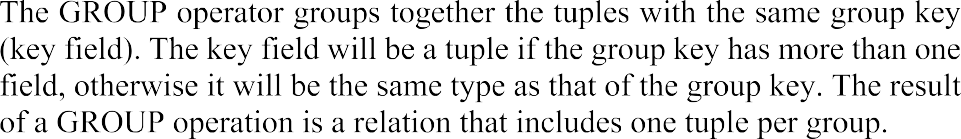 The GROUP operator groups together the tuples with the same group key
(key field). The key field will be a tuple if the group key has more than one
field, otherwise it will be the same type as that of the group key. The result
of a GROUP operation is a relation that includes one tuple per group.